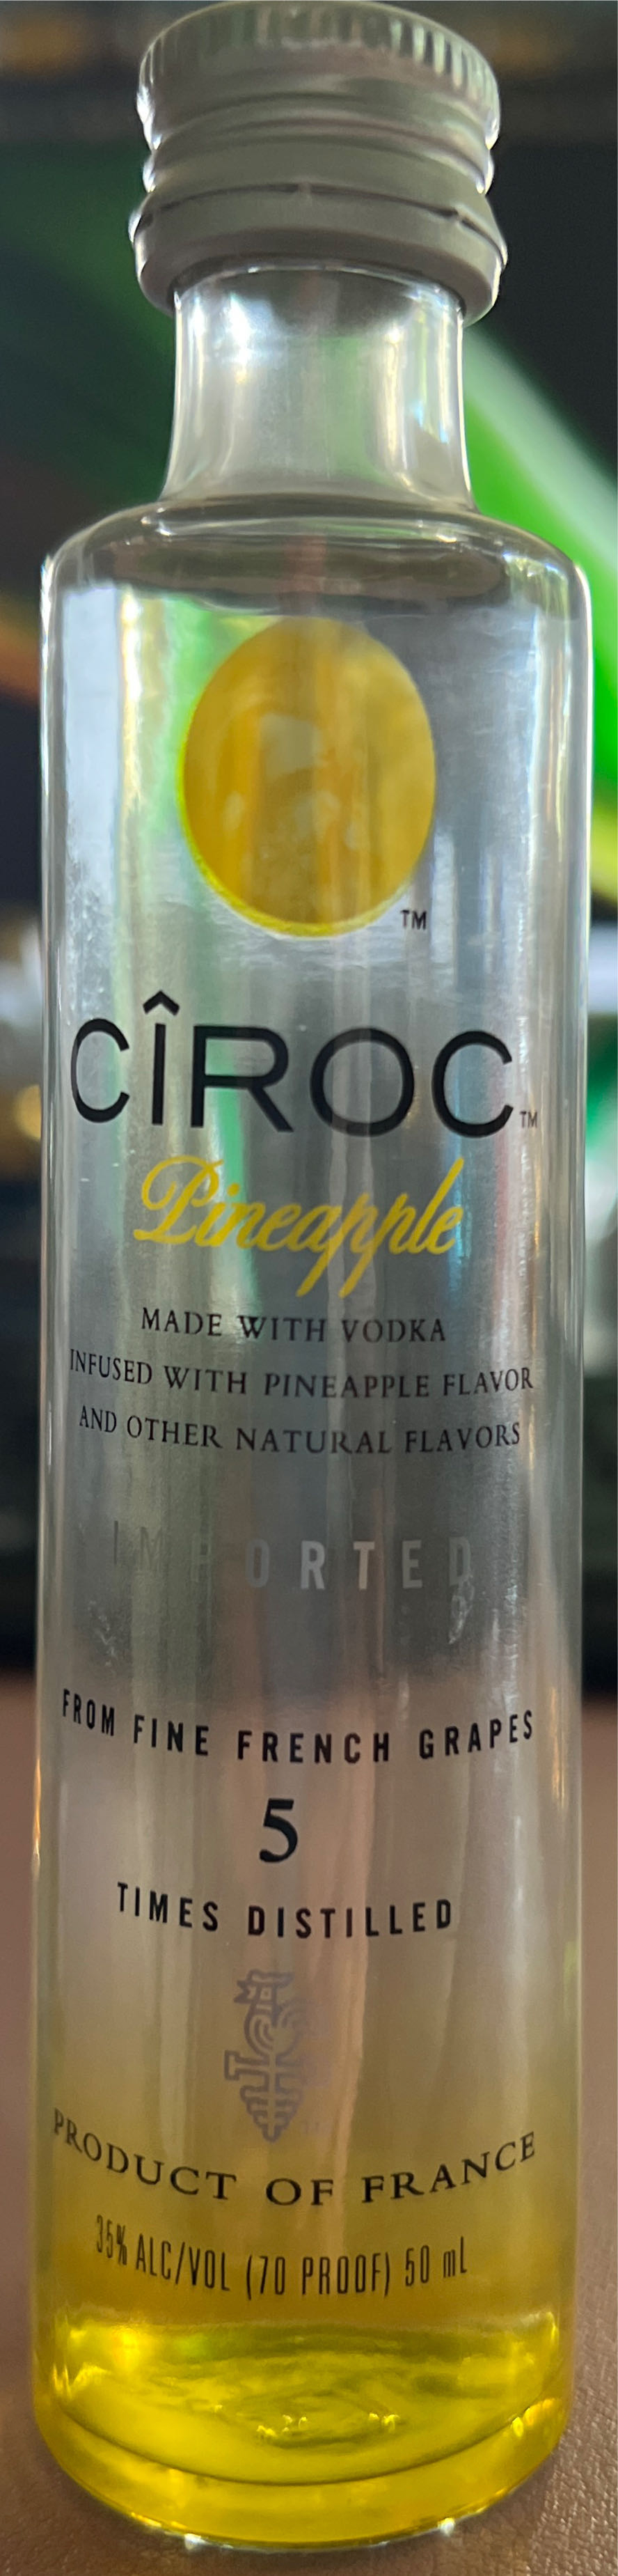 TM
CÎROC TM
Pineapple
MADE WITH VODKA
INFUSED WITH PINEAPPLE FLAVOR
AND OTHER NATURAL FLAVORS
IMPORTED
FROM FINE FRENCH GRAPES
5
TIMES DISTILLED
PRODUCT OF FRANCE
35% ALC/VOL (70 PROOF) 50 mL